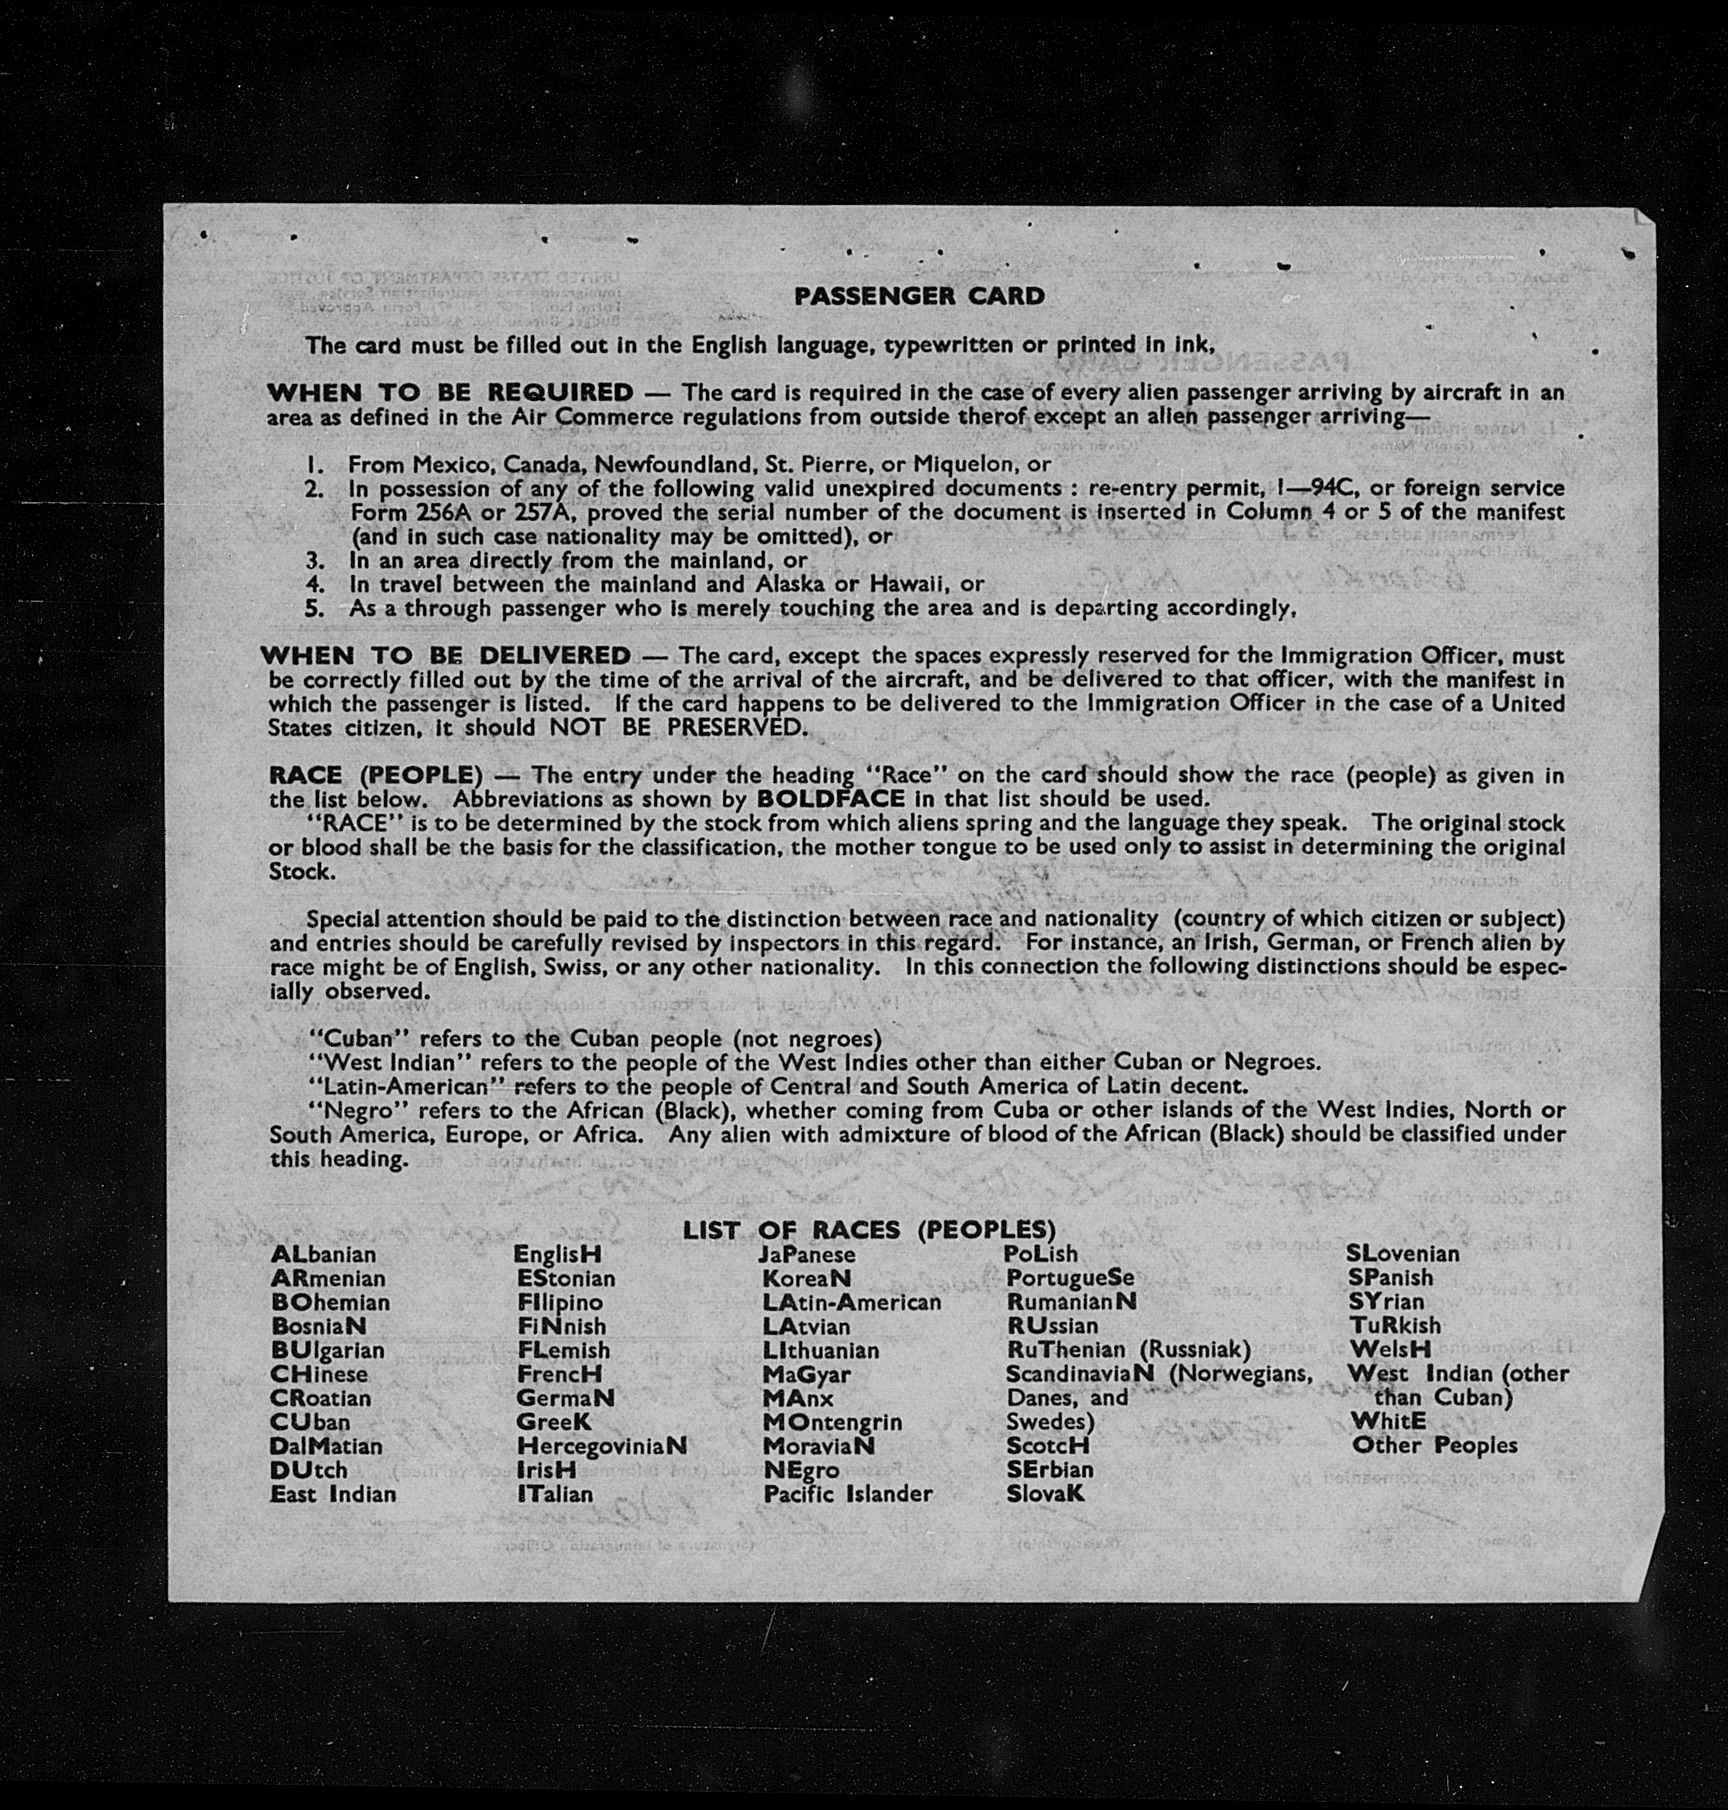 PASSENGER CARD
The card must be filled out in the English language, typewritten or printed in ink,
WHEN TO BE REQUIRED — The card is required in the case of every alien passenger arriving by aircraft in an
area as defined in the Air Commerce regulations from outside therof except an alien passenger arriving—
1. From Mexico, Canada, Newfoundland, St. Pierre, or Miquelon, or
2. In possession of any of the following valid unexpired documents : re-entry permit, I—94C, or foreign service
Form 256A or 257A, proved the serial number of the document is inserted in Column 4 or 5 of the manifest
(and in such case nationality may be omitted), or
3. In an area directly from the mainland, or
4. In travel between the mainland and Alaska or Hawaii, or
5. As a through passenger who is merely touching the area and is departing accordingly,
WHEN TO BE DELIVERED — The card, except the spaces expressly reserved for the Immigration Officer, must
be correctly filled out by the time of the arrival of the aircraft, and be delivered to that officer, with the manifest in
which the passenger is listed. If the card happens to be delivered to the Immigration Officer in the case of a United
States citizen, it should NOT BE PRESERVED.
RACE (PEOPLE) — The entry under the heading "Race" on the card should show the race (people) as given in
the list below. Abbreviations as shown by BOLDFACE in that list should be used.
"RACE" is to be determined by the stock from which aliens spring and the language they speak. The original stock
or blood shall be the basis for the classification, the mother tongue to be used only to assist in determining the original
Stock.
Special attention should be paid to the distinction between race and nationality (country of which citizen or subject)
and entries should be carefully revised by inspectors in this regard. For instance, an Irish, German, or French alien by
race might be of English, Swiss, or any other nationality. In this connection the following distinctions should be espec-
ially observed.
"Cuban" refers to the Cuban people (not negroes)
"West Indian" refers to the people of the West Indies other than either Cuban or Negroes.
"Latin-American" refers to the people of Central and South America of Latin decent.
"Negro" refers to the African (Black), whether coming from Cuba or other islands of the West Indies, North or
South America, Europe, or Africa. Any alien with admixture of blood of the African (Black) should be classified under
this heading.
LIST OF RACES (PEOPLES)
ALbanian EnglisH JaPanese PoLish SLovenian
ARmenian EStonian KoreaN PortugueSe SPanish
BOhemian FIlipino LAtin-American RumanianN SYrian
BosniaN FiNnish LAtvian RUssian TuRkish
BUlgarian FLemish LIthuanian RuThenian (Russniak) WelsH
CHinese FrencH MaGyar ScandinaviaN (Norwegians, West Indian (other
CRoatian GermaN MAnx Danes, and than Cuban)
CUban GreeK MOntengrin Swedes) WhitE
DalMatian HercegoviniaN MoraviaN ScotcH Other Peoples
DUtch IrisH NEgro SErbian
East Indian ITalian Pacific Islander SlovaK